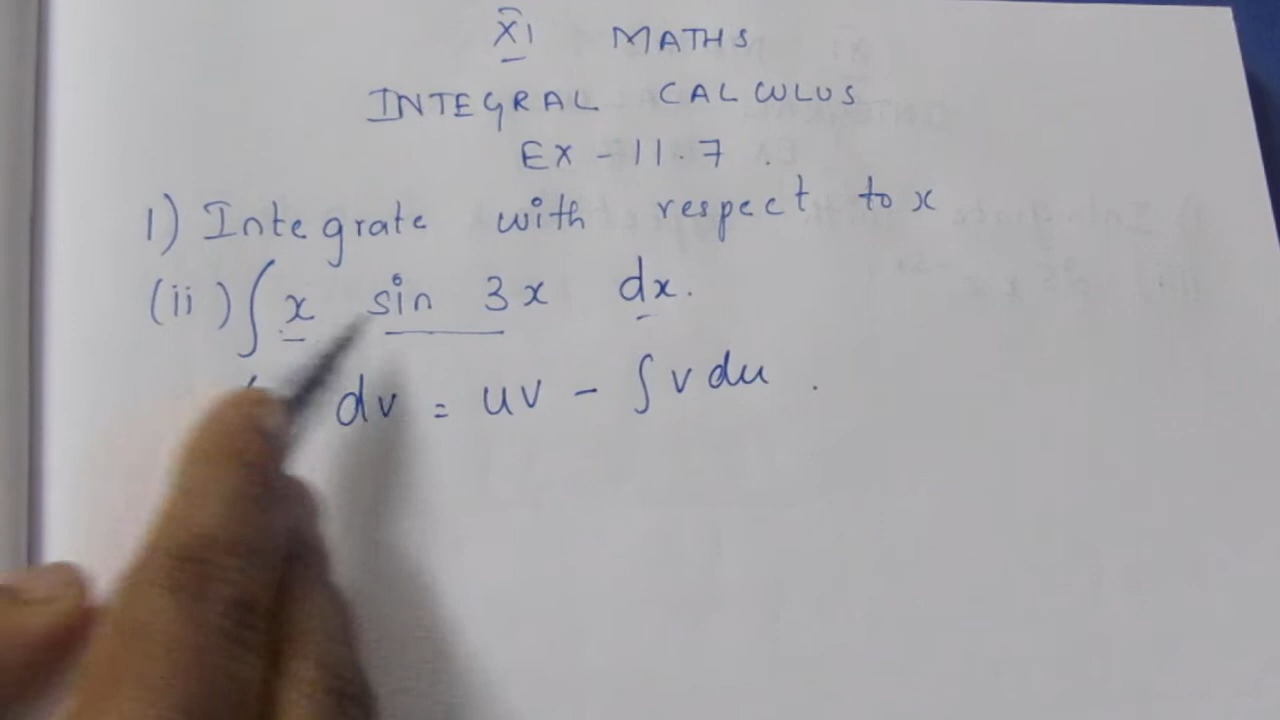 XI MATHS
INTEGRAL CALCULUS
EX - 11.7 .
1) Integrate with respect to x
(ii) ∫ x sin 3x dx.
dv = uv - ∫ v du .